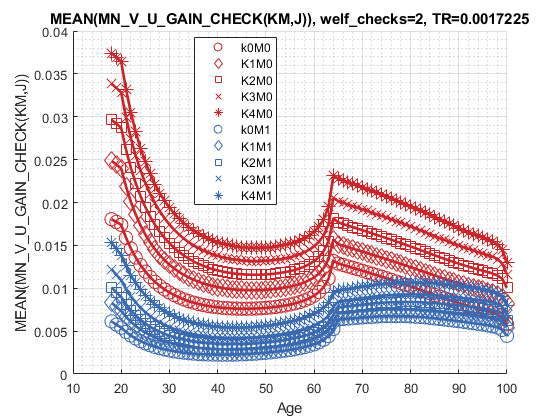 MEAN(MN_V_U_GAIN_CHECK(KM,J)), welf_checks=2, TR=0.0017225
MEAN(MN_V_U_GAIN_CHECK(KM,J))
0.04
0.035
0.03
0.025
0.02
0.015
0.01
0.005
0
k0M0
K1M0
K2M0
K3M0
K4M0
k0M1
K1M1
K2M1
K3M1
K4M1
10 20 30 40 50 60 70 80 90 100
Age